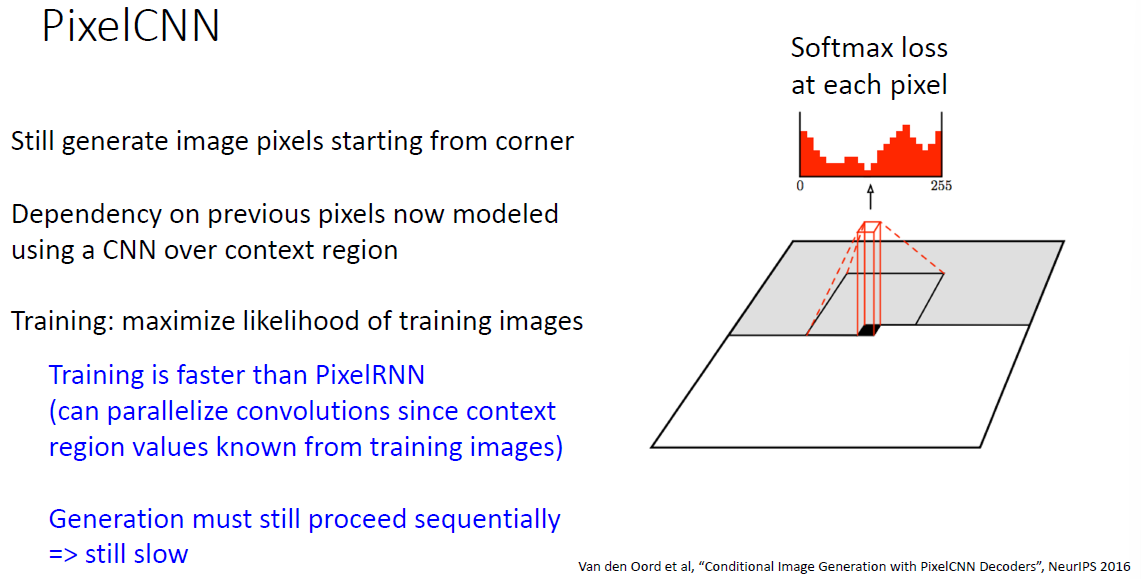 PixelCNN
Still generate image pixels starting from corner
Dependency on previous pixels now modeled
using a CNN over context region
Training: maximize likelihood of training images
Training is faster than PixelRNN
(can parallelize convolutions since context
region values known from training images)
Generation must still proceed sequentially
=> still slow
Softmax loss
at each pixel
0 255
Van den Oord et al, “Conditional Image Generation with PixelCNN Decoders”, NeurIPS 2016